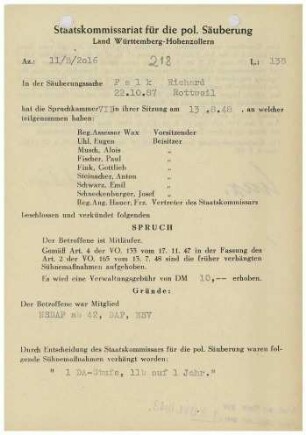 Staatskommissariat für die pol. Säuberung
Land Württemberg-Hohenzollern
Az.: 11/S/2016 212 L.: 135
In der Säuberungssache Falk Richard
22.10.87 Rottweil
hat die Spruchkammer VII in ihrer Sitzung am 13.8.48, an welcher
teilgenommen haben:
Reg.Assessor Wax Vorsitzender
Uhl, Eugen Beisitzer
Musch, Alois "
Fischer, Paul "
Fink, Gottlieb "
Steinacher, Anton "
Schwarz, Emil "
Schneckenburger, Josef "
Reg.Ang. Hauer, Frz. Vertreter des Staatskommissars
beschlossen und verkündet folgenden
SPRUCH
Der Betroffene ist Mitläufer.
Gemäß Art. 4 der VO. 133 vom 17. 11. 47 in der Fassung des
Art. 2 der VO. 165 vom 13. 7. 48 sind die früher verhängten
Sühnemaßnahmen aufgehoben.
Es wird eine Verwaltungsgebühr von DM 10,-- erhoben.
Gründe:
Der Betroffene war Mitglied
NSDAP ab 42, DAF, NSV
Durch Entscheidung des Staatskommissars für die pol. Säuberung waren fol-
gende Sühnemaßnahmen verhängt worden:
" 1 DA-Stufe, 11b auf 1 Jahr."